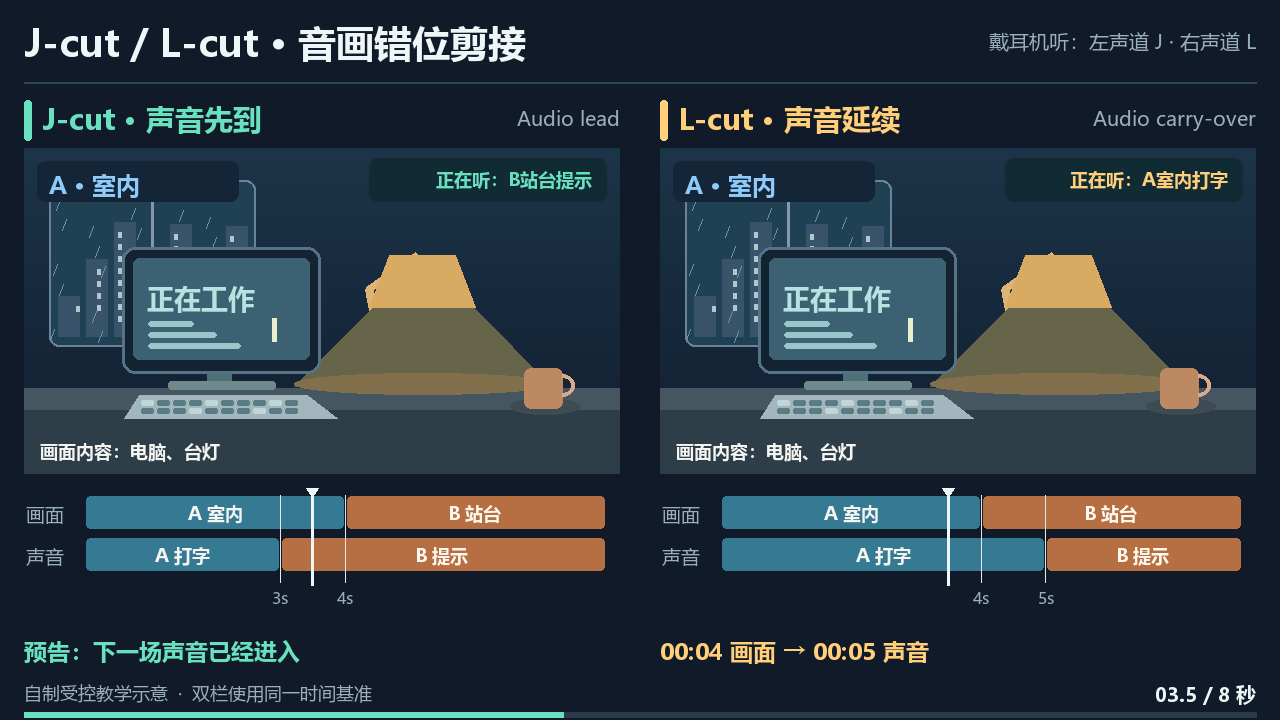 J-cut / L-cut • 音画错位剪接
戴耳机听：左声道 J · 右声道 L
J-cut • 声音先到
Audio lead
A • 室内
正在听：B站台提示
正在工作
画面内容：电脑、台灯
画面
A 室内
B 站台
声音
A 打字
B 提示
3s
4s
预告：下一场声音已经进入
L-cut • 声音延续
Audio carry-over
A • 室内
正在听：A室内打字
正在工作
画面内容：电脑、台灯
画面
A 室内
B 站台
声音
A 打字
B 提示
4s
5s
00:04 画面 → 00:05 声音
自制受控教学示意 · 双栏使用同一时间基准
03.5 / 8 秒